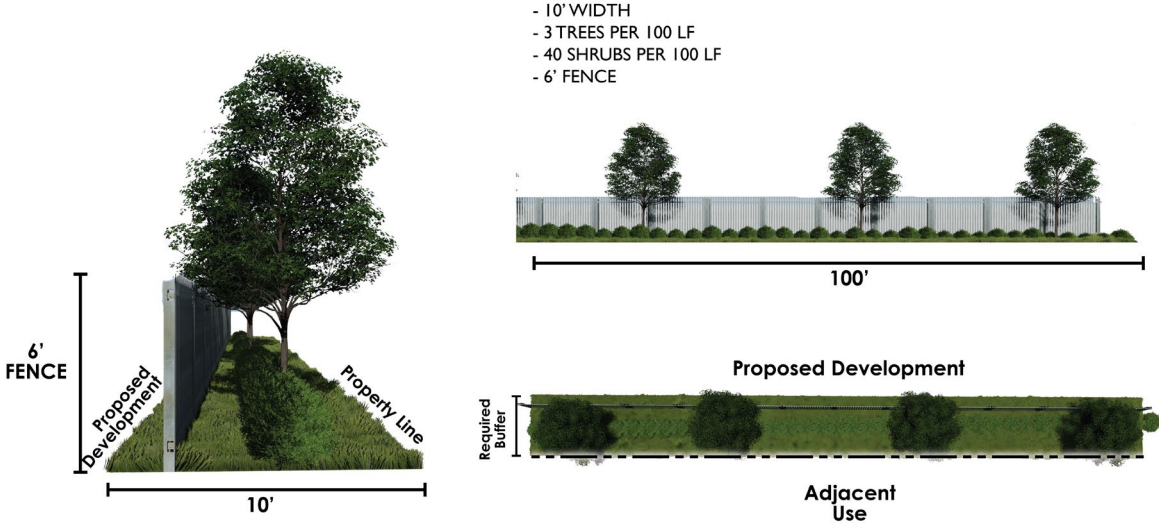 - 10' WIDTH
- 3 TREES PER 100 LF
- 40 SHRUBS PER 100 LF
- 6' FENCE
100'
6'
FENCE
Proposed
Development
Property Line
10'
Proposed Development
Required
Buffer
Adjacent
Use